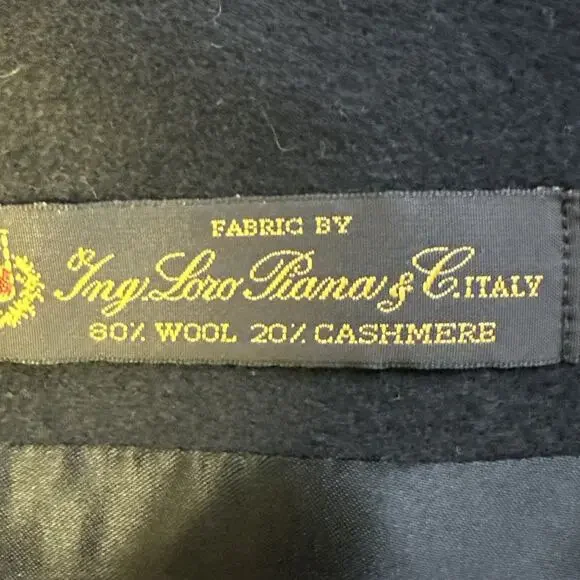 FABRIC BY
Ing. Loro Piana & C. ITALY
80% WOOL 20% CASHMERE